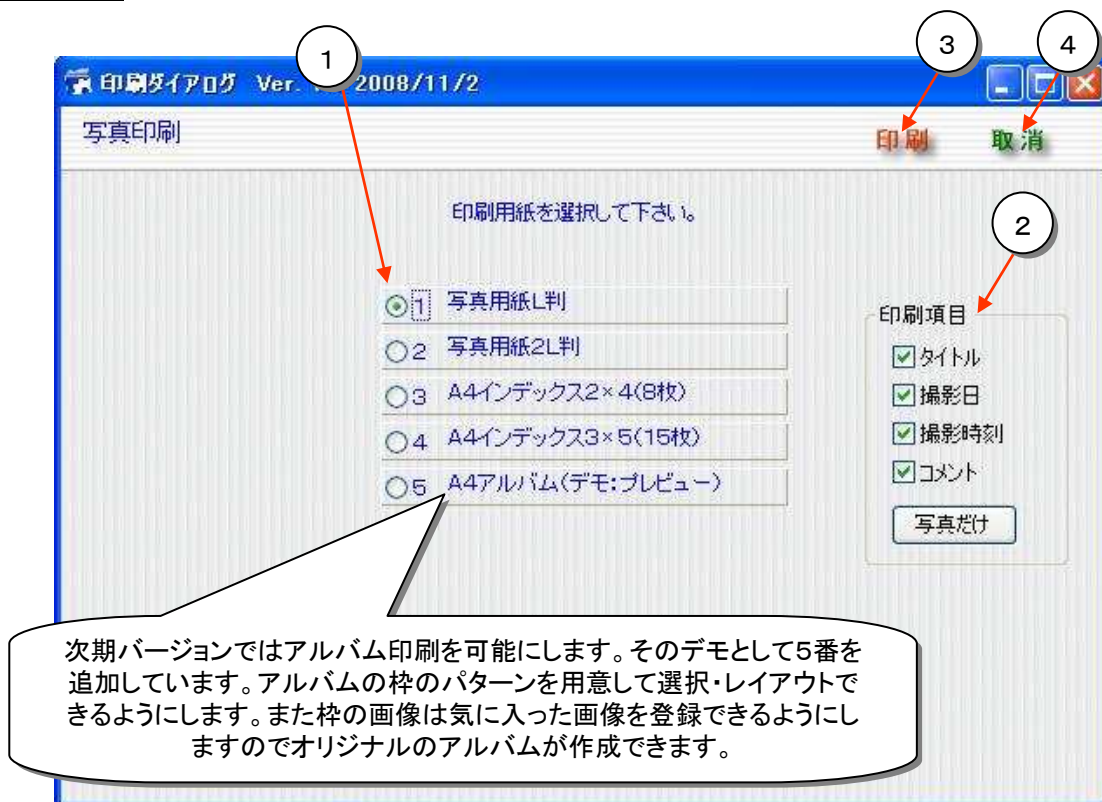 1
3
4
印刷ダイアログ Ver. 2008/11/2
写真印刷
印刷
取消
印刷用紙を選択して下さい。
2
1 写真用紙L判
2 写真用紙2L判
3 A4インデックス2×4(8枚)
4 A4インデックス3×5(15枚)
5 A4アルバム(デモ:プレビュー)
印刷項目
タイトル
撮影日
撮影時刻
コメント
写真だけ
次期バージョンではアルバム印刷を可能にします。そのデモとして5番を
追加しています。アルバムの枠のパターンを用意して選択・レイアウトで
きるようにします。また枠の画像は気に入った画像を登録できるようにし
ますのでオリジナルのアルバムが作成できます。